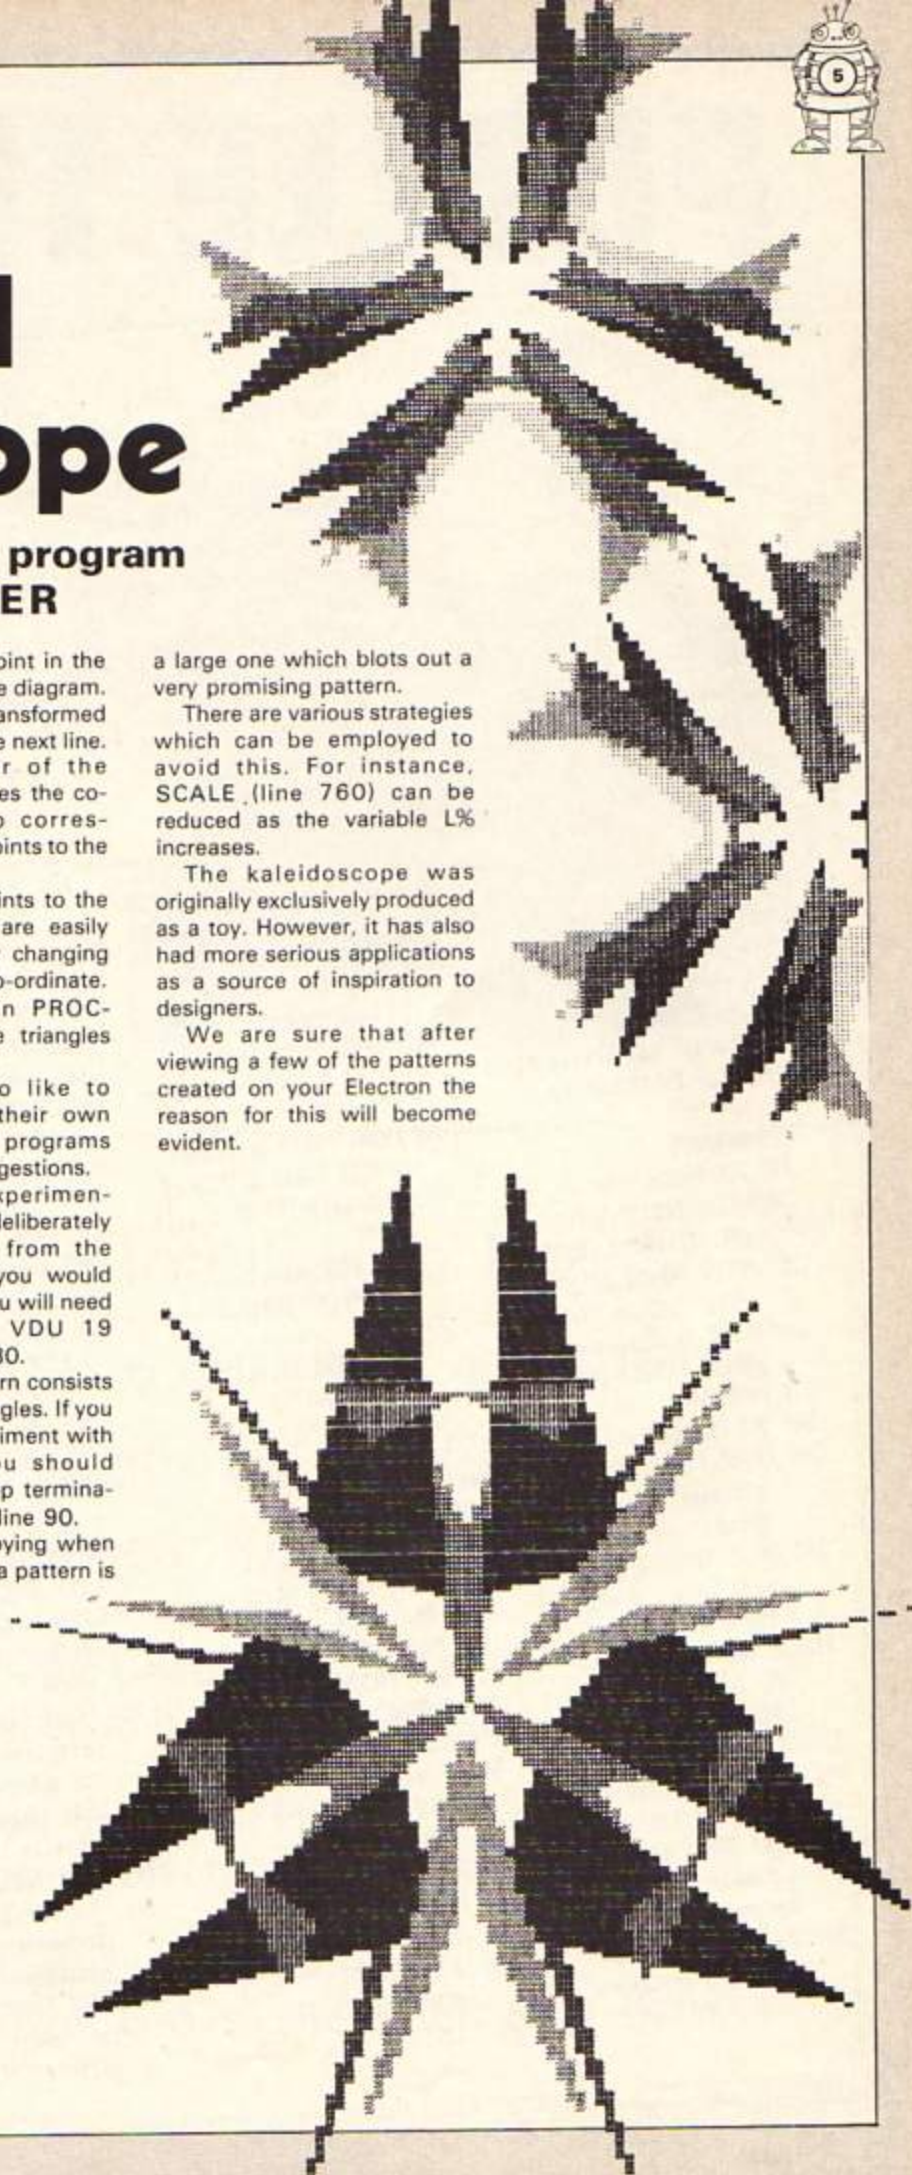 5
ope
program
ER
oint in the
e diagram.
ansformed
e next line.
r of the
es the co-
o corres-
oints to the
ints to the
are easily
changing
o-ordinate.
n PROC-
e triangles
o like to
their own
programs
gestions.
xperimen-
deliberately
from the
you would
u will need
VDU 19
30.
rn consists
gles. If you
iment with
u should
p termina-
line 90.
ying when
a pattern is
a large one which blots out a
very promising pattern.
There are various strategies
which can be employed to
avoid this. For instance,
SCALE (line 760) can be
reduced as the variable L%
increases.
The kaleidoscope was
originally exclusively produced
as a toy. However, it has also
had more serious applications
as a source of inspiration to
designers.
We are sure that after
viewing a few of the patterns
created on your Electron the
reason for this will become
evident.